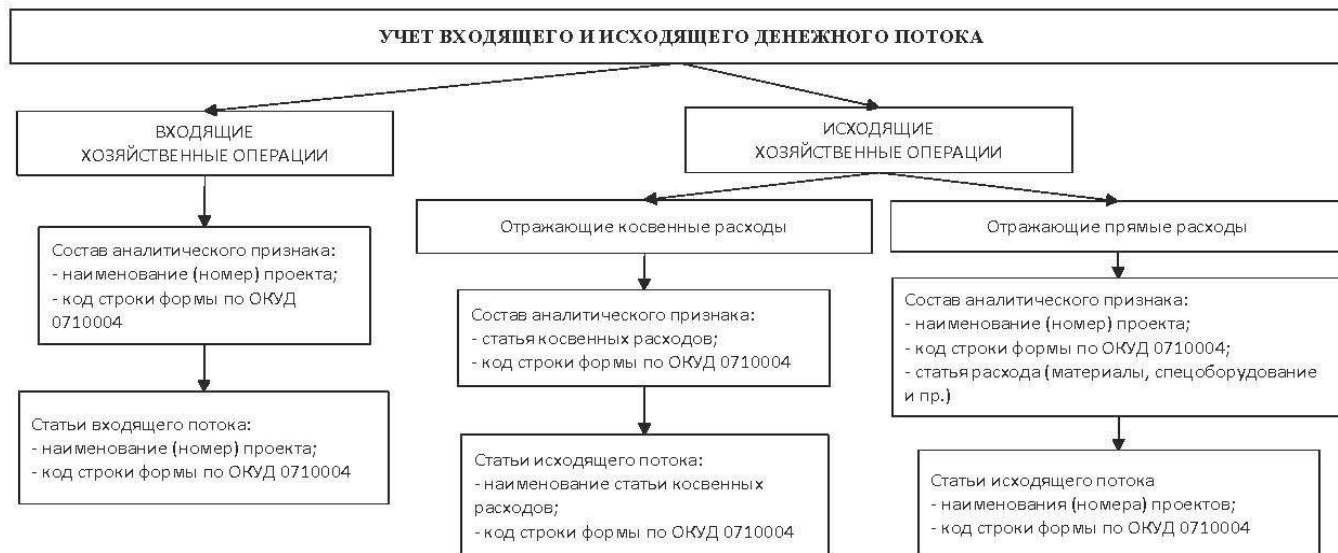 УЧЕТ ВХОДЯЩЕГО И ИСХОДЯЩЕГО ДЕНЕЖНОГО ПОТОКА
ВХОДЯЩИЕ
ХОЗЯЙСТВЕННЫЕ ОПЕРАЦИИ
ИСХОДЯЩИЕ
ХОЗЯЙСТВЕННЫЕ ОПЕРАЦИИ
Отражающие косвенные расходы
Отражающие прямые расходы
Состав аналитического признака:
- наименование (номер) проекта;
- код строки формы по ОКУД
0710004
Состав аналитического признака:
- статья косвенных расходов;
- код строки формы по ОКУД 0710004
Состав аналитического признака:
- наименование (номер) проекта;
- код строки формы по ОКУД 0710004;
- статья расхода (материалы, спецоборудование
и пр.)
Статьи входящего потока:
- наименование (номер) проекта;
- код строки формы по ОКУД 0710004
Статьи исходящего потока:
- наименование статьи косвенных
расходов;
- код строки формы по ОКУД 0710004
Статьи исходящего потока
- наименования (номера) проектов;
- код строки формы по ОКУД 0710004